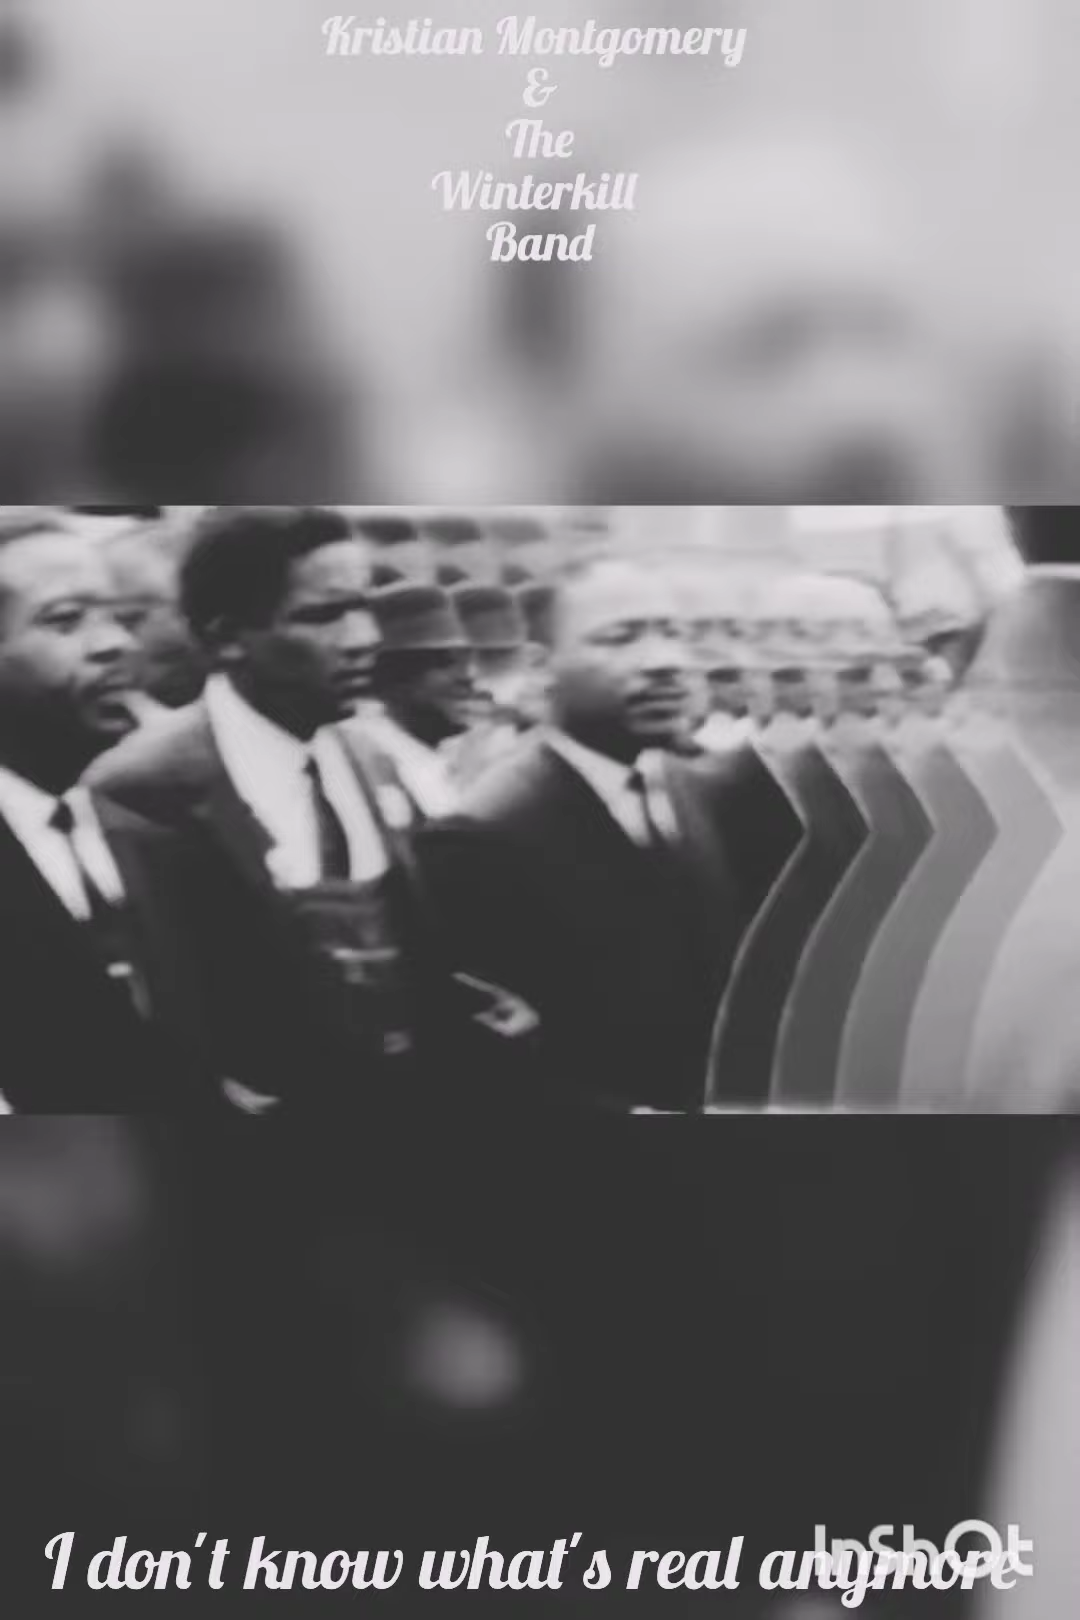 Kristian Montgomery
&
The
Winterkill
Band
I don't know what's real anymore
InShOt